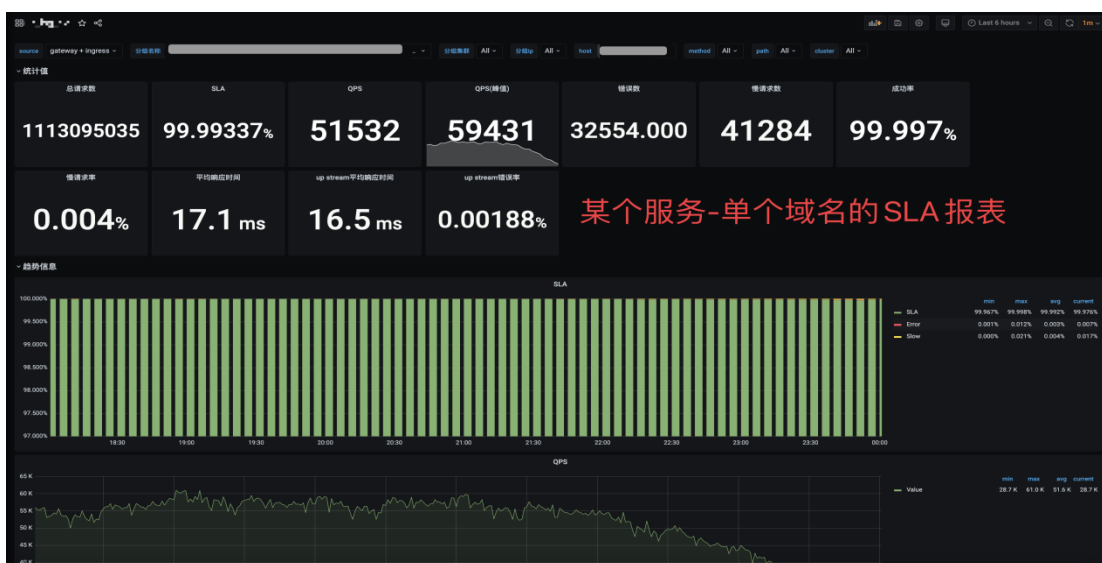 Last 6 hours 1m
source gateway + ingress 分组名称 分组集群 All 分组ip All host method All path All cluster All
统计值
总请求数 SLA QPS QPS(峰值) 错误数 慢请求数 成功率
1113095035 99.99337% 51532 59431 32554.000 41284 99.997%
慢请求率 平均响应时间 up stream平均响应时间 up stream错误率
0.004% 17.1 ms 16.5 ms 0.00188%
某个服务-单个域名的SLA报表
趋势信息
SLA
min max avg current
SLA 99.967% 99.998% 99.992% 99.976%
Error 0.001% 0.012% 0.003% 0.007%
Slow 0.000% 0.021% 0.004% 0.017%
100.000%
99.500%
99.000%
98.500%
98.000%
97.500%
97.000%
18:30 19:00 19:30 20:00 20:30 21:00 21:30 22:00 22:30 23:00 23:30 00:00
QPS
min max avg current
Value 28.7 K 61.0 K 51.6 K 28.7 K
65 K
60 K
55 K
50 K
45 K
40 K